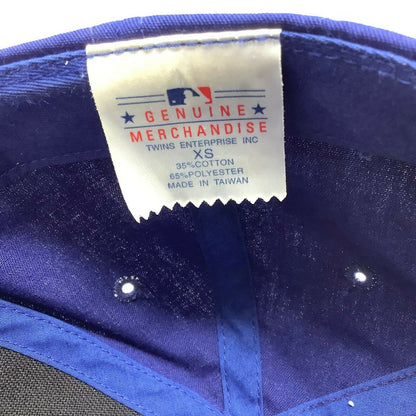 GENUINE
MERCHANDISE
TWINS ENTERPRISE INC
XS
35% COTTON
65% POLYESTER
MADE IN TAIWAN